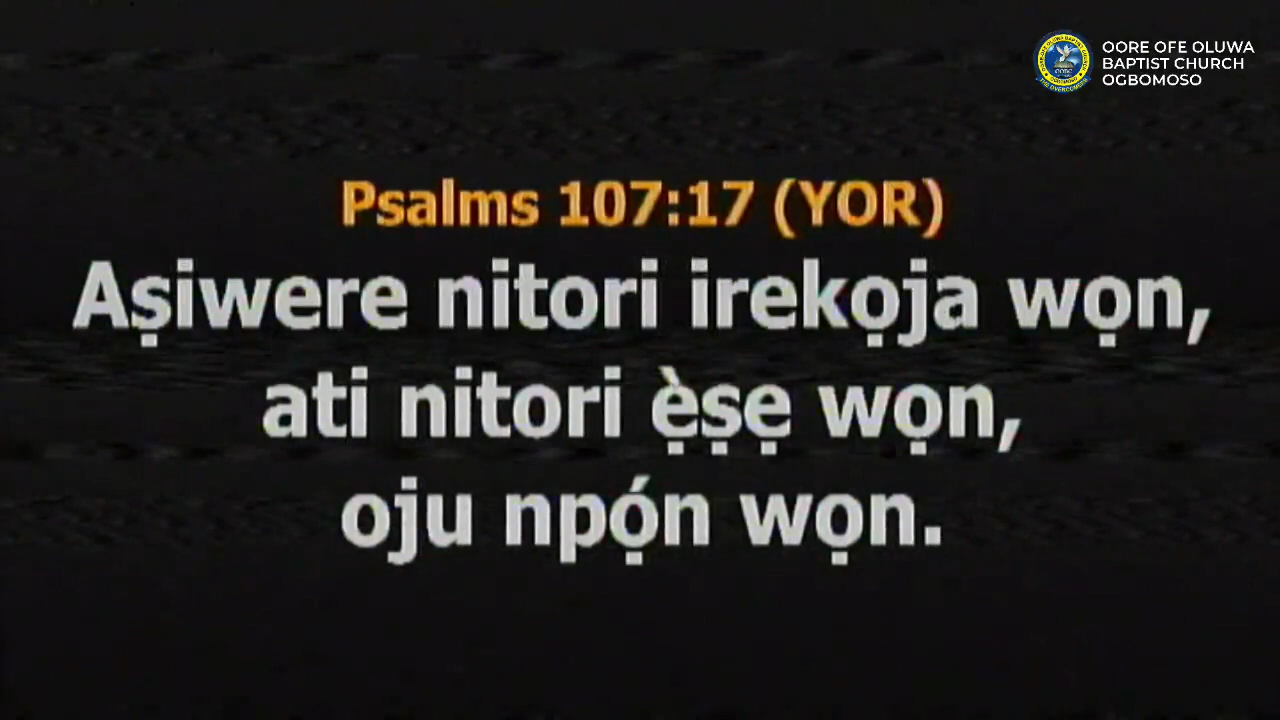 OORE OFE OLUWA
BAPTIST CHURCH
OGBOMOSO
Psalms 107:17 (YOR)
Aṣiwere nitori irekọja wọn,
ati nitori ẹ̀ṣẹ wọn,
oju npọ́n wọn.